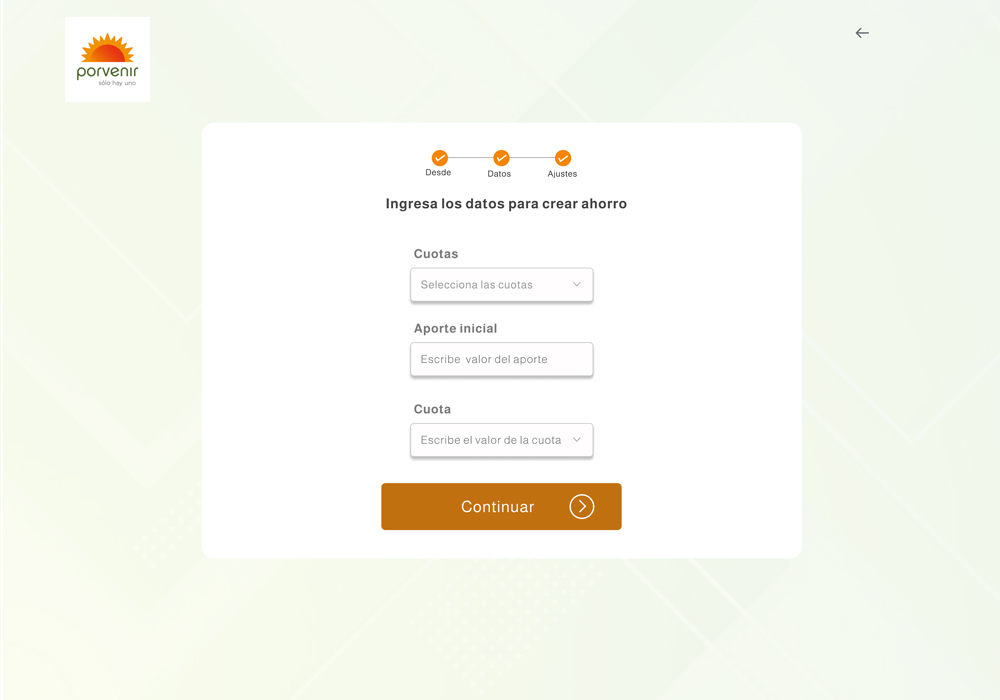 porvenir
sólo hay uno
Desde
Datos
Ajustes
Ingresa los datos para crear ahorro
Cuotas
Selecciona las cuotas
Aporte inicial
Escribe valor del aporte
Cuota
Escribe el valor de la cuota
Continuar